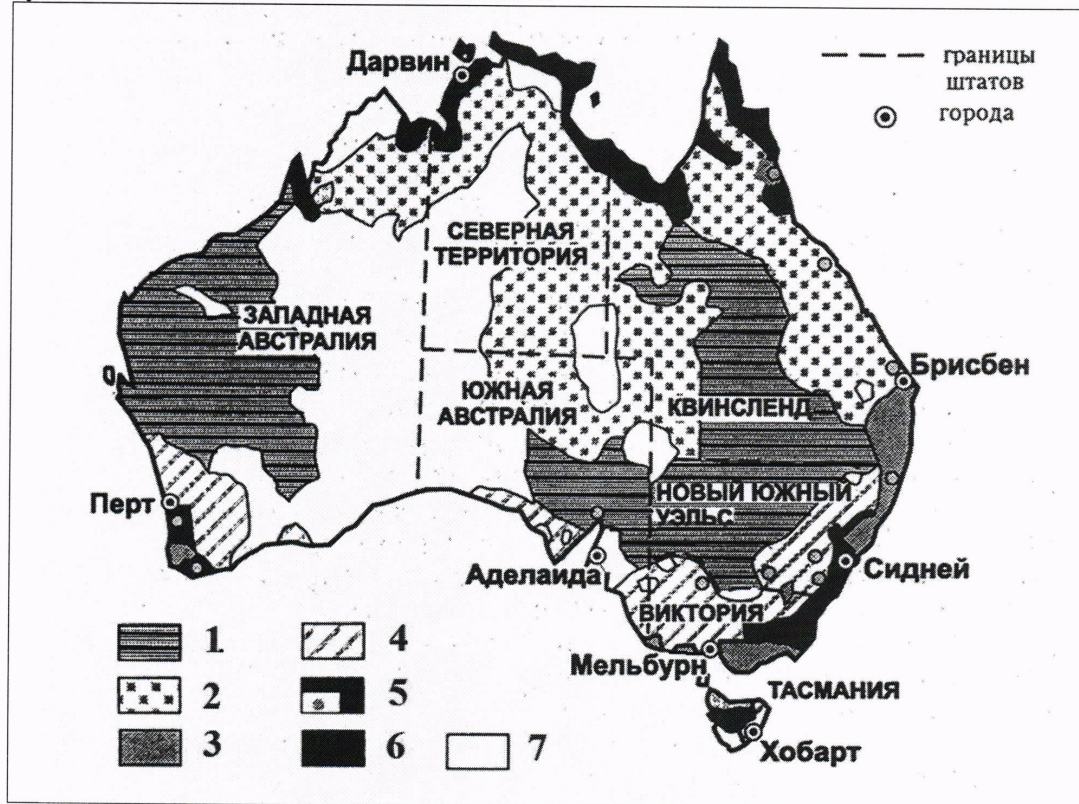 Дарвин
границы
штатов
города
СЕВЕРНАЯ
ТЕРРИТОРИЯ
ЗАПАДНАЯ
АВСТРАЛИЯ
ЮЖНАЯ
АВСТРАЛИЯ
КВИНСЛЕНД
Брисбен
Перт
НОВЫЙ ЮЖНЫЙ
УЭЛЬС
Аделаида
Сидней
ВИКТОРИЯ
Мельбурн
ТАСМАНИЯ
Хобарт
1
4
2
5
3
6
7